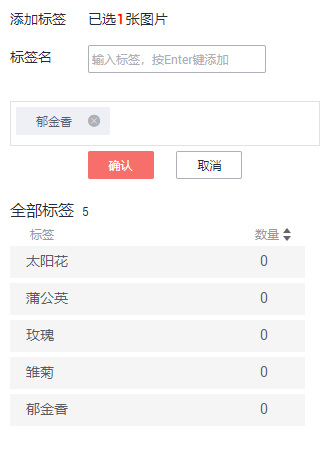 添加标签 已选1张图片
标签名 输入标签，按Enter键添加
郁金香
确认 取消
全部标签 5
标签 数量
太阳花 0
蒲公英 0
玫瑰 0
雏菊 0
郁金香 0